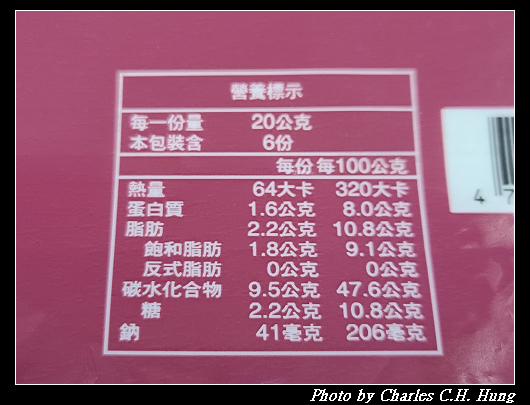 營養標示
每一份量 20公克
本包裝含 6份
每份 每100公克
熱量 64大卡 320大卡
蛋白質 1.6公克 8.0公克
脂肪 2.2公克 10.8公克
飽和脂肪 1.8公克 9.1公克
反式脂肪 0公克 0公克
碳水化合物 9.5公克 47.6公克
糖 2.2公克 10.8公克
鈉 41毫克 206毫克
4
Photo by Charles C.H. Hung